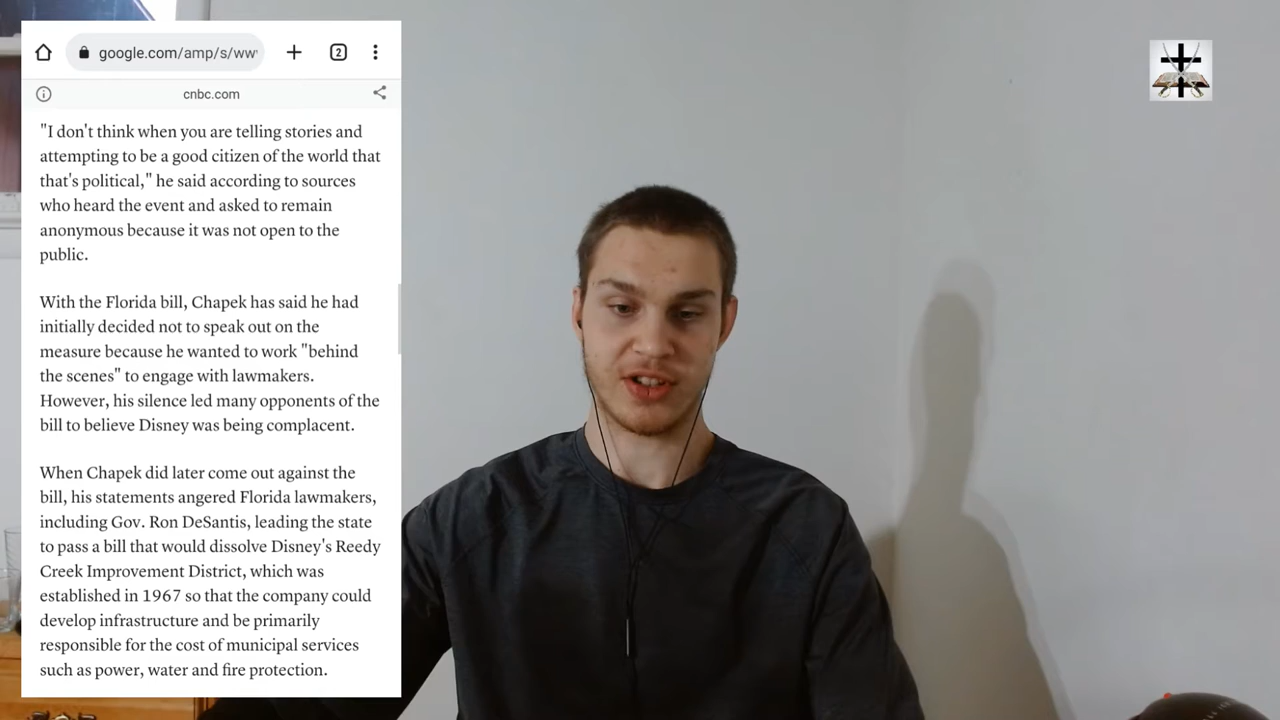 google.com/amp/s/ww
2
cnbc.com
"I don't think when you are telling stories and
attempting to be a good citizen of the world that
that's political," he said according to sources
who heard the event and asked to remain
anonymous because it was not open to the
public.
With the Florida bill, Chapek has said he had
initially decided not to speak out on the
measure because he wanted to work "behind
the scenes" to engage with lawmakers.
However, his silence led many opponents of the
bill to believe Disney was being complacent.
When Chapek did later come out against the
bill, his statements angered Florida lawmakers,
including Gov. Ron DeSantis, leading the state
to pass a bill that would dissolve Disney's Reedy
Creek Improvement District, which was
established in 1967 so that the company could
develop infrastructure and be primarily
responsible for the cost of municipal services
such as power, water and fire protection.